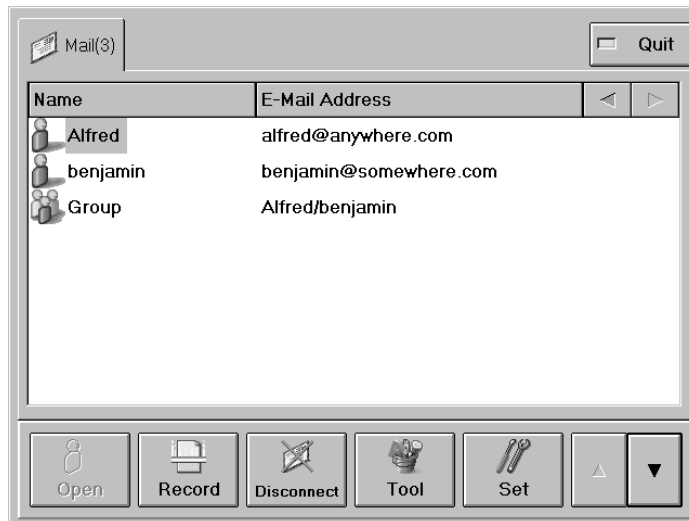 Mail(3)
Quit
Name E-Mail Address
Alfred alfred@anywhere.com
benjamin benjamin@somewhere.com
Group Alfred/benjamin
Open Record Disconnect Tool Set